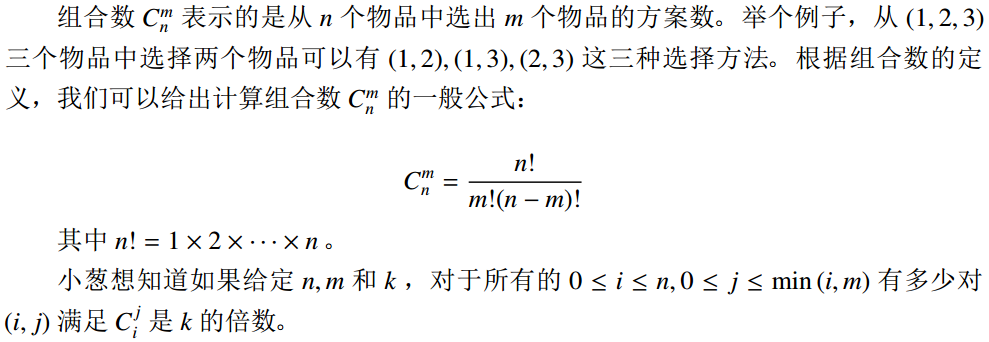 组合数 $C_n^m$ 表示的是从 $n$ 个物品中选出 $m$ 个物品的方案数。举个例子，从 $(1, 2, 3)$
三个物品中选择两个物品可以有 $(1, 2), (1, 3), (2, 3)$ 这三种选择方法。根据组合数的定
义，我们可以给出计算组合数 $C_n^m$ 的一般公式：
$C_n^m = \frac{n!}{m!(n-m)!}$
其中 $n! = 1 \times 2 \times \cdots \times n$ 。
小葱想知道如果给定 $n, m$ 和 $k$ ，对于所有的 $0 \le i \le n, 0 \le j \le \min(i, m)$ 有多少对
$(i, j)$ 满足 $C_i^j$ 是 $k$ 的倍数。